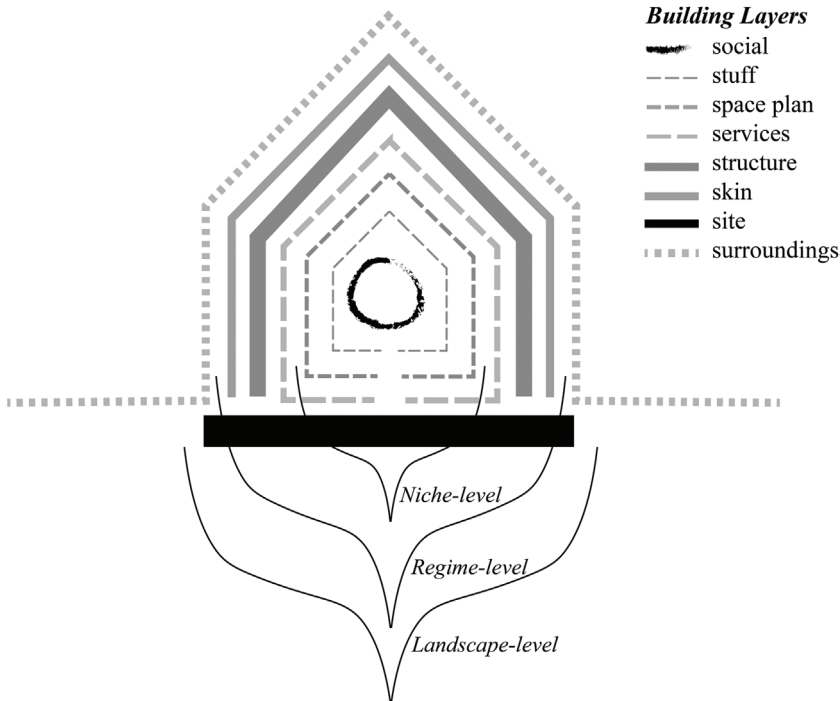 Building Layers
social
stuff
space plan
services
structure
skin
site
surroundings
Niche-level
Regime-level
Landscape-level